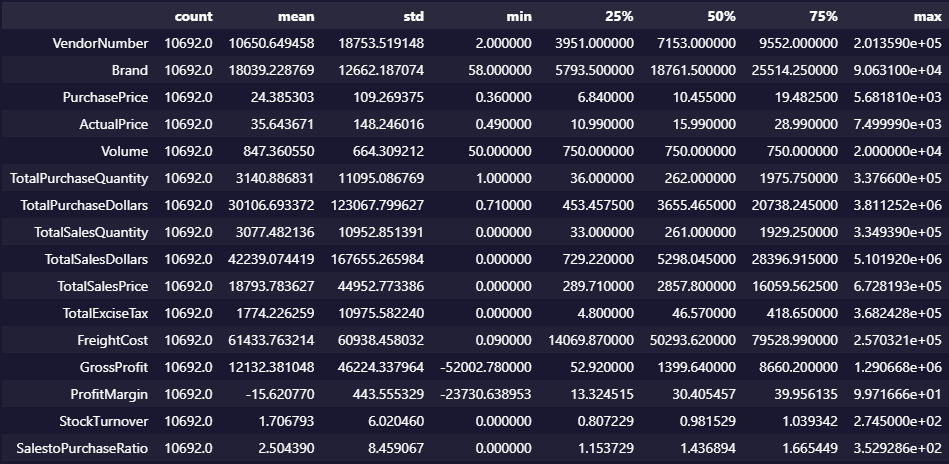 count mean std min 25% 50% 75% max
VendorNumber 10692.0 10650.649458 18753.519148 2.000000 3951.000000 7153.000000 9552.000000 2.013590e+05
Brand 10692.0 18039.228769 12662.187074 58.000000 5793.500000 18761.500000 25514.250000 9.063100e+04
PurchasePrice 10692.0 24.385303 109.269375 0.360000 6.840000 10.455000 19.482500 5.681810e+03
ActualPrice 10692.0 35.643671 148.246016 0.490000 10.990000 15.990000 28.990000 7.499990e+03
Volume 10692.0 847.360550 664.309212 50.000000 750.000000 750.000000 750.000000 2.000000e+04
TotalPurchaseQuantity 10692.0 3140.886831 11095.086769 1.000000 36.000000 262.000000 1975.750000 3.376600e+05
TotalPurchaseDollars 10692.0 30106.693372 123067.799627 0.710000 453.457500 3655.465000 20738.245000 3.811252e+06
TotalSalesQuantity 10692.0 3077.482136 10952.851391 0.000000 33.000000 261.000000 1929.250000 3.349390e+05
TotalSalesDollars 10692.0 42239.074419 167655.265984 0.000000 729.220000 5298.045000 28396.915000 5.101920e+06
TotalSalesPrice 10692.0 18793.783627 44952.773386 0.000000 289.710000 2857.800000 16059.562500 6.728193e+05
TotalExciseTax 10692.0 1774.226259 10975.582240 0.000000 4.800000 46.570000 418.650000 3.682428e+05
FreightCost 10692.0 61433.763214 60938.458032 0.090000 14069.870000 50293.620000 79528.990000 2.570321e+05
GrossProfit 10692.0 12132.381048 46224.337964 -52002.780000 52.920000 1399.640000 8660.200000 1.290668e+06
ProfitMargin 10692.0 -15.620770 443.555329 -23730.638953 13.324515 30.405457 39.956135 9.971666e+01
StockTurnover 10692.0 1.706793 6.020460 0.000000 0.807229 0.981529 1.039342 2.745000e+02
SalestoPurchaseRatio 10692.0 2.504390 8.459067 0.000000 1.153729 1.436894 1.665449 3.529286e+02